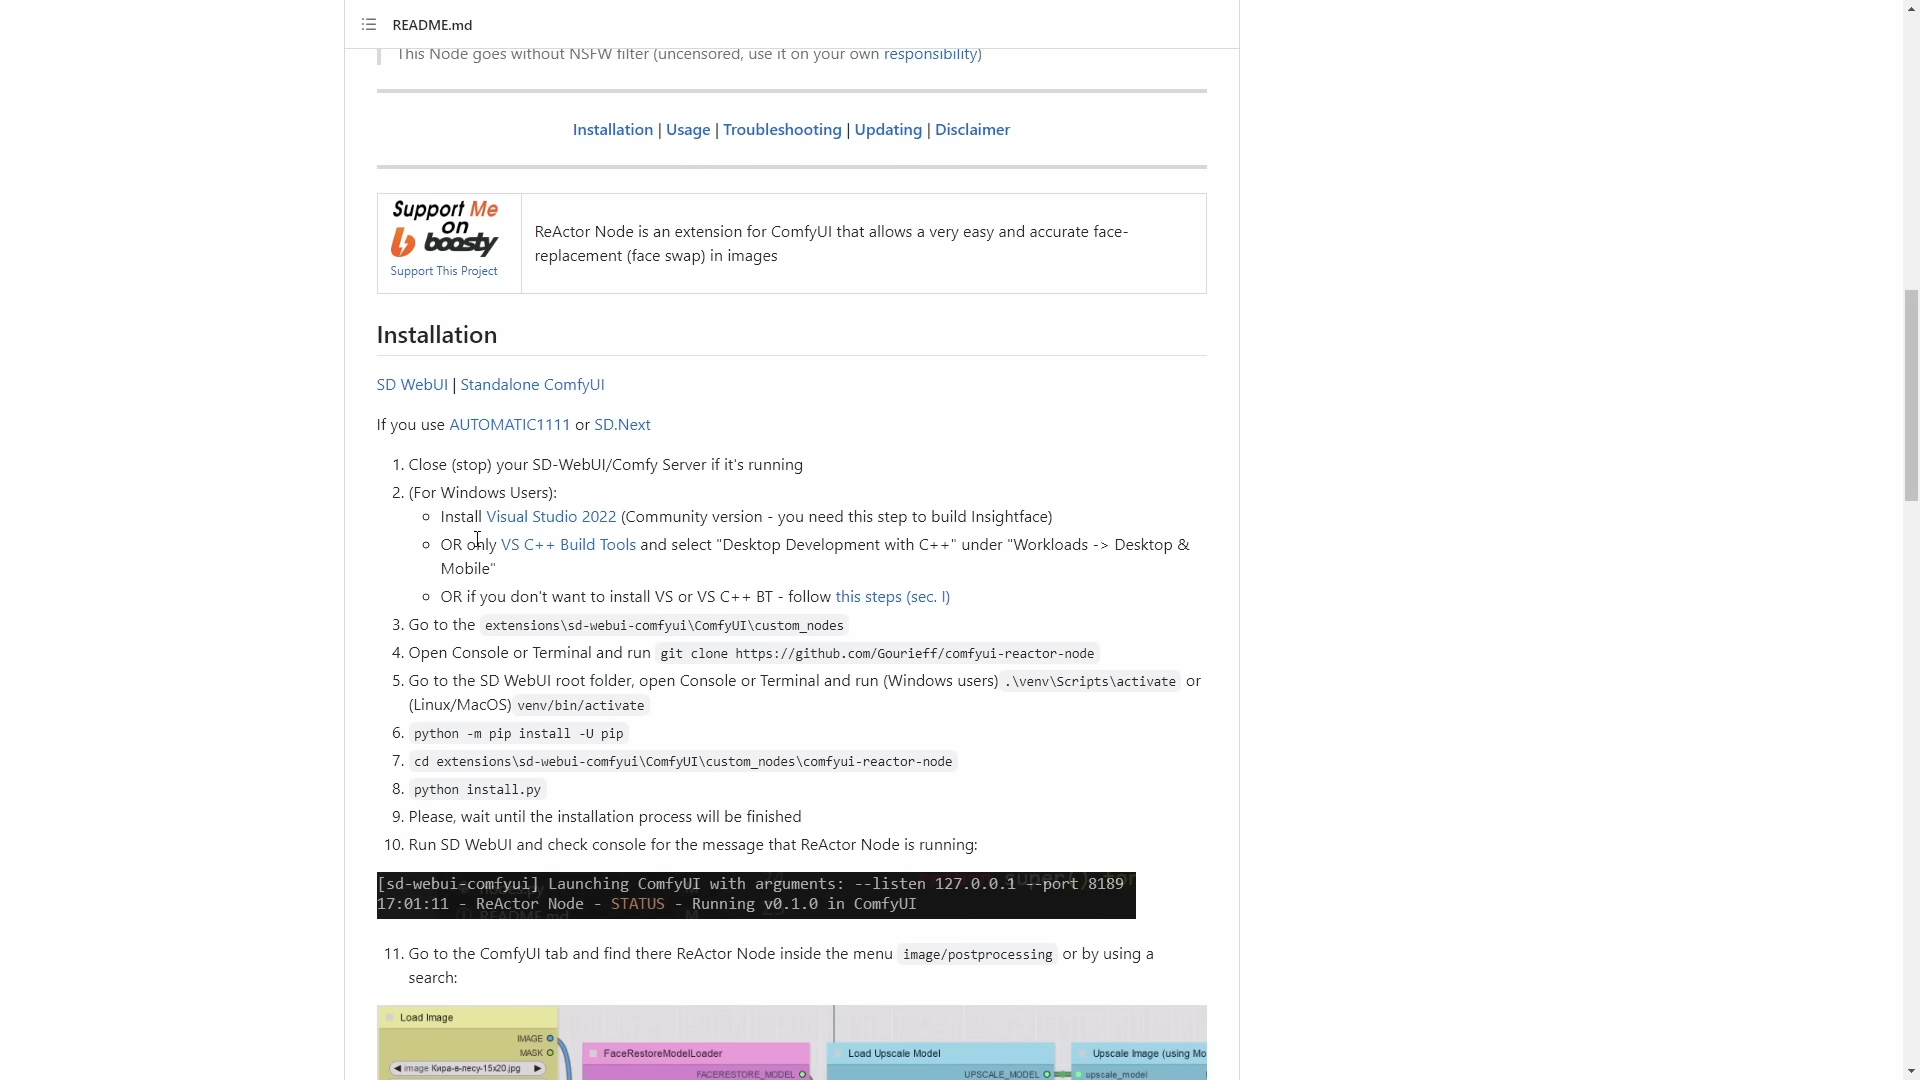 README.md
This Node goes without NSFW filter (uncensored, use it on your own responsibility)
Installation | Usage | Troubleshooting | Updating | Disclaimer
Support Me
on
boosty
Support This Project
ReActor Node is an extension for ComfyUI that allows a very easy and accurate face-
replacement (face swap) in images
Installation
SD WebUI | Standalone ComfyUI
If you use AUTOMATIC1111 or SD.Next
1. Close (stop) your SD-WebUI/Comfy Server if it's running
2. (For Windows Users):
Install Visual Studio 2022 (Community version - you need this step to build Insightface)
OR only VS C++ Build Tools and select "Desktop Development with C++" under "Workloads -> Desktop &
Mobile"
OR if you don't want to install VS or VS C++ BT - follow this steps (sec. I)
3. Go to the extensions\sd-webui-comfyui\ComfyUI\custom_nodes
4. Open Console or Terminal and run git clone https://github.com/Gourieff/comfyui-reactor-node
5. Go to the SD WebUI root folder, open Console or Terminal and run (Windows users) .\venv\Scripts\activate or
(Linux/MacOS) venv/bin/activate
6. python -m pip install -U pip
7. cd extensions\sd-webui-comfyui\ComfyUI\custom_nodes\comfyui-reactor-node
8. python install.py
9. Please, wait until the installation process will be finished
10. Run SD WebUI and check console for the message that ReActor Node is running:
[sd-webui-comfyui] Launching ComfyUI with arguments: --listen 127.0.0.1 --port 8189
17:01:11 - ReActor Node - STATUS - Running v0.1.0 in ComfyUI
11. Go to the ComfyUI tab and find there ReActor Node inside the menu image/postprocessing or by using a
search:
Load Image
IMAGE
MASK
image Кира-в-лесу-15x20.jpg
FaceRestoreModelLoader
FACERESTORE_MODEL
Load Upscale Model
UPSCALE_MODEL
Upscale Image (using Mo
upscale_model